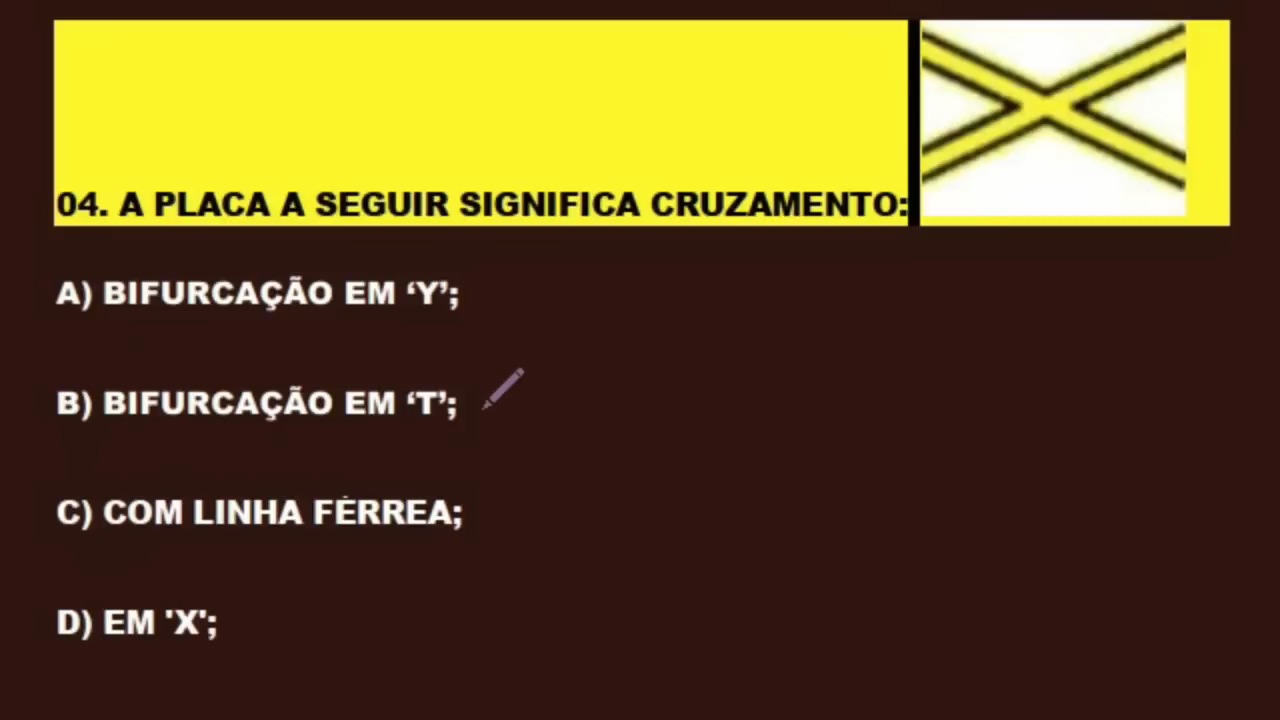 04. A PLACA A SEGUIR SIGNIFICA CRUZAMENTO:
A) BIFURCAÇÃO EM ‘Y’;
B) BIFURCAÇÃO EM ‘T’;
C) COM LINHA FÉRREA;
D) EM 'X';